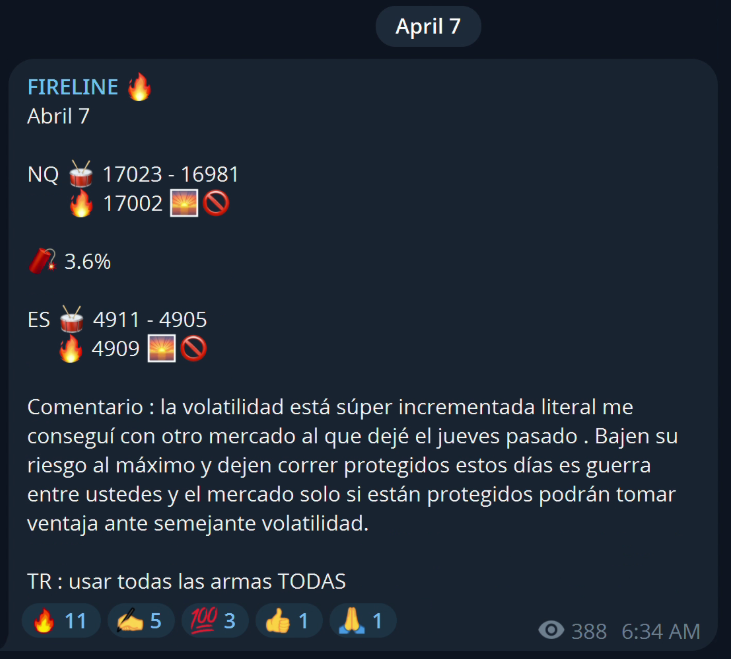 April 7
FIRELINE 🔥
Abril 7
NQ 🥁 17023 - 16981
🔥 17002 🌅🚫
🧨 3.6%
ES 🥁 4911 - 4905
🔥 4909 🌅🚫
Comentario : la volatilidad está súper incrementada literal me
conseguí con otro mercado al que dejé el jueves pasado . Bajen su
riesgo al máximo y dejen correr protegidos estos días es guerra
entre ustedes y el mercado solo si están protegidos podrán tomar
ventaja ante semejante volatilidad.
TR : usar todas las armas TODAS
🔥 11 ✍️ 5 💯 3 👍 1 🙏 1 388 6:34 AM